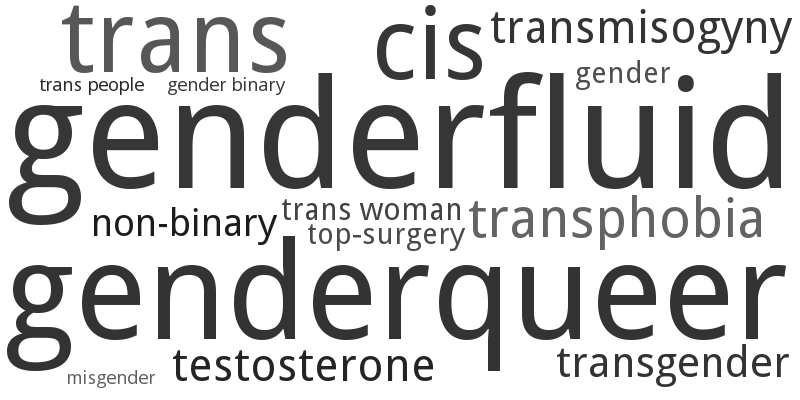 trans
cis
transmisogyny
trans people
gender binary
gender
genderfluid
non-binary
trans woman
top-surgery
transphobia
genderqueer
misgender
testosterone
transgender